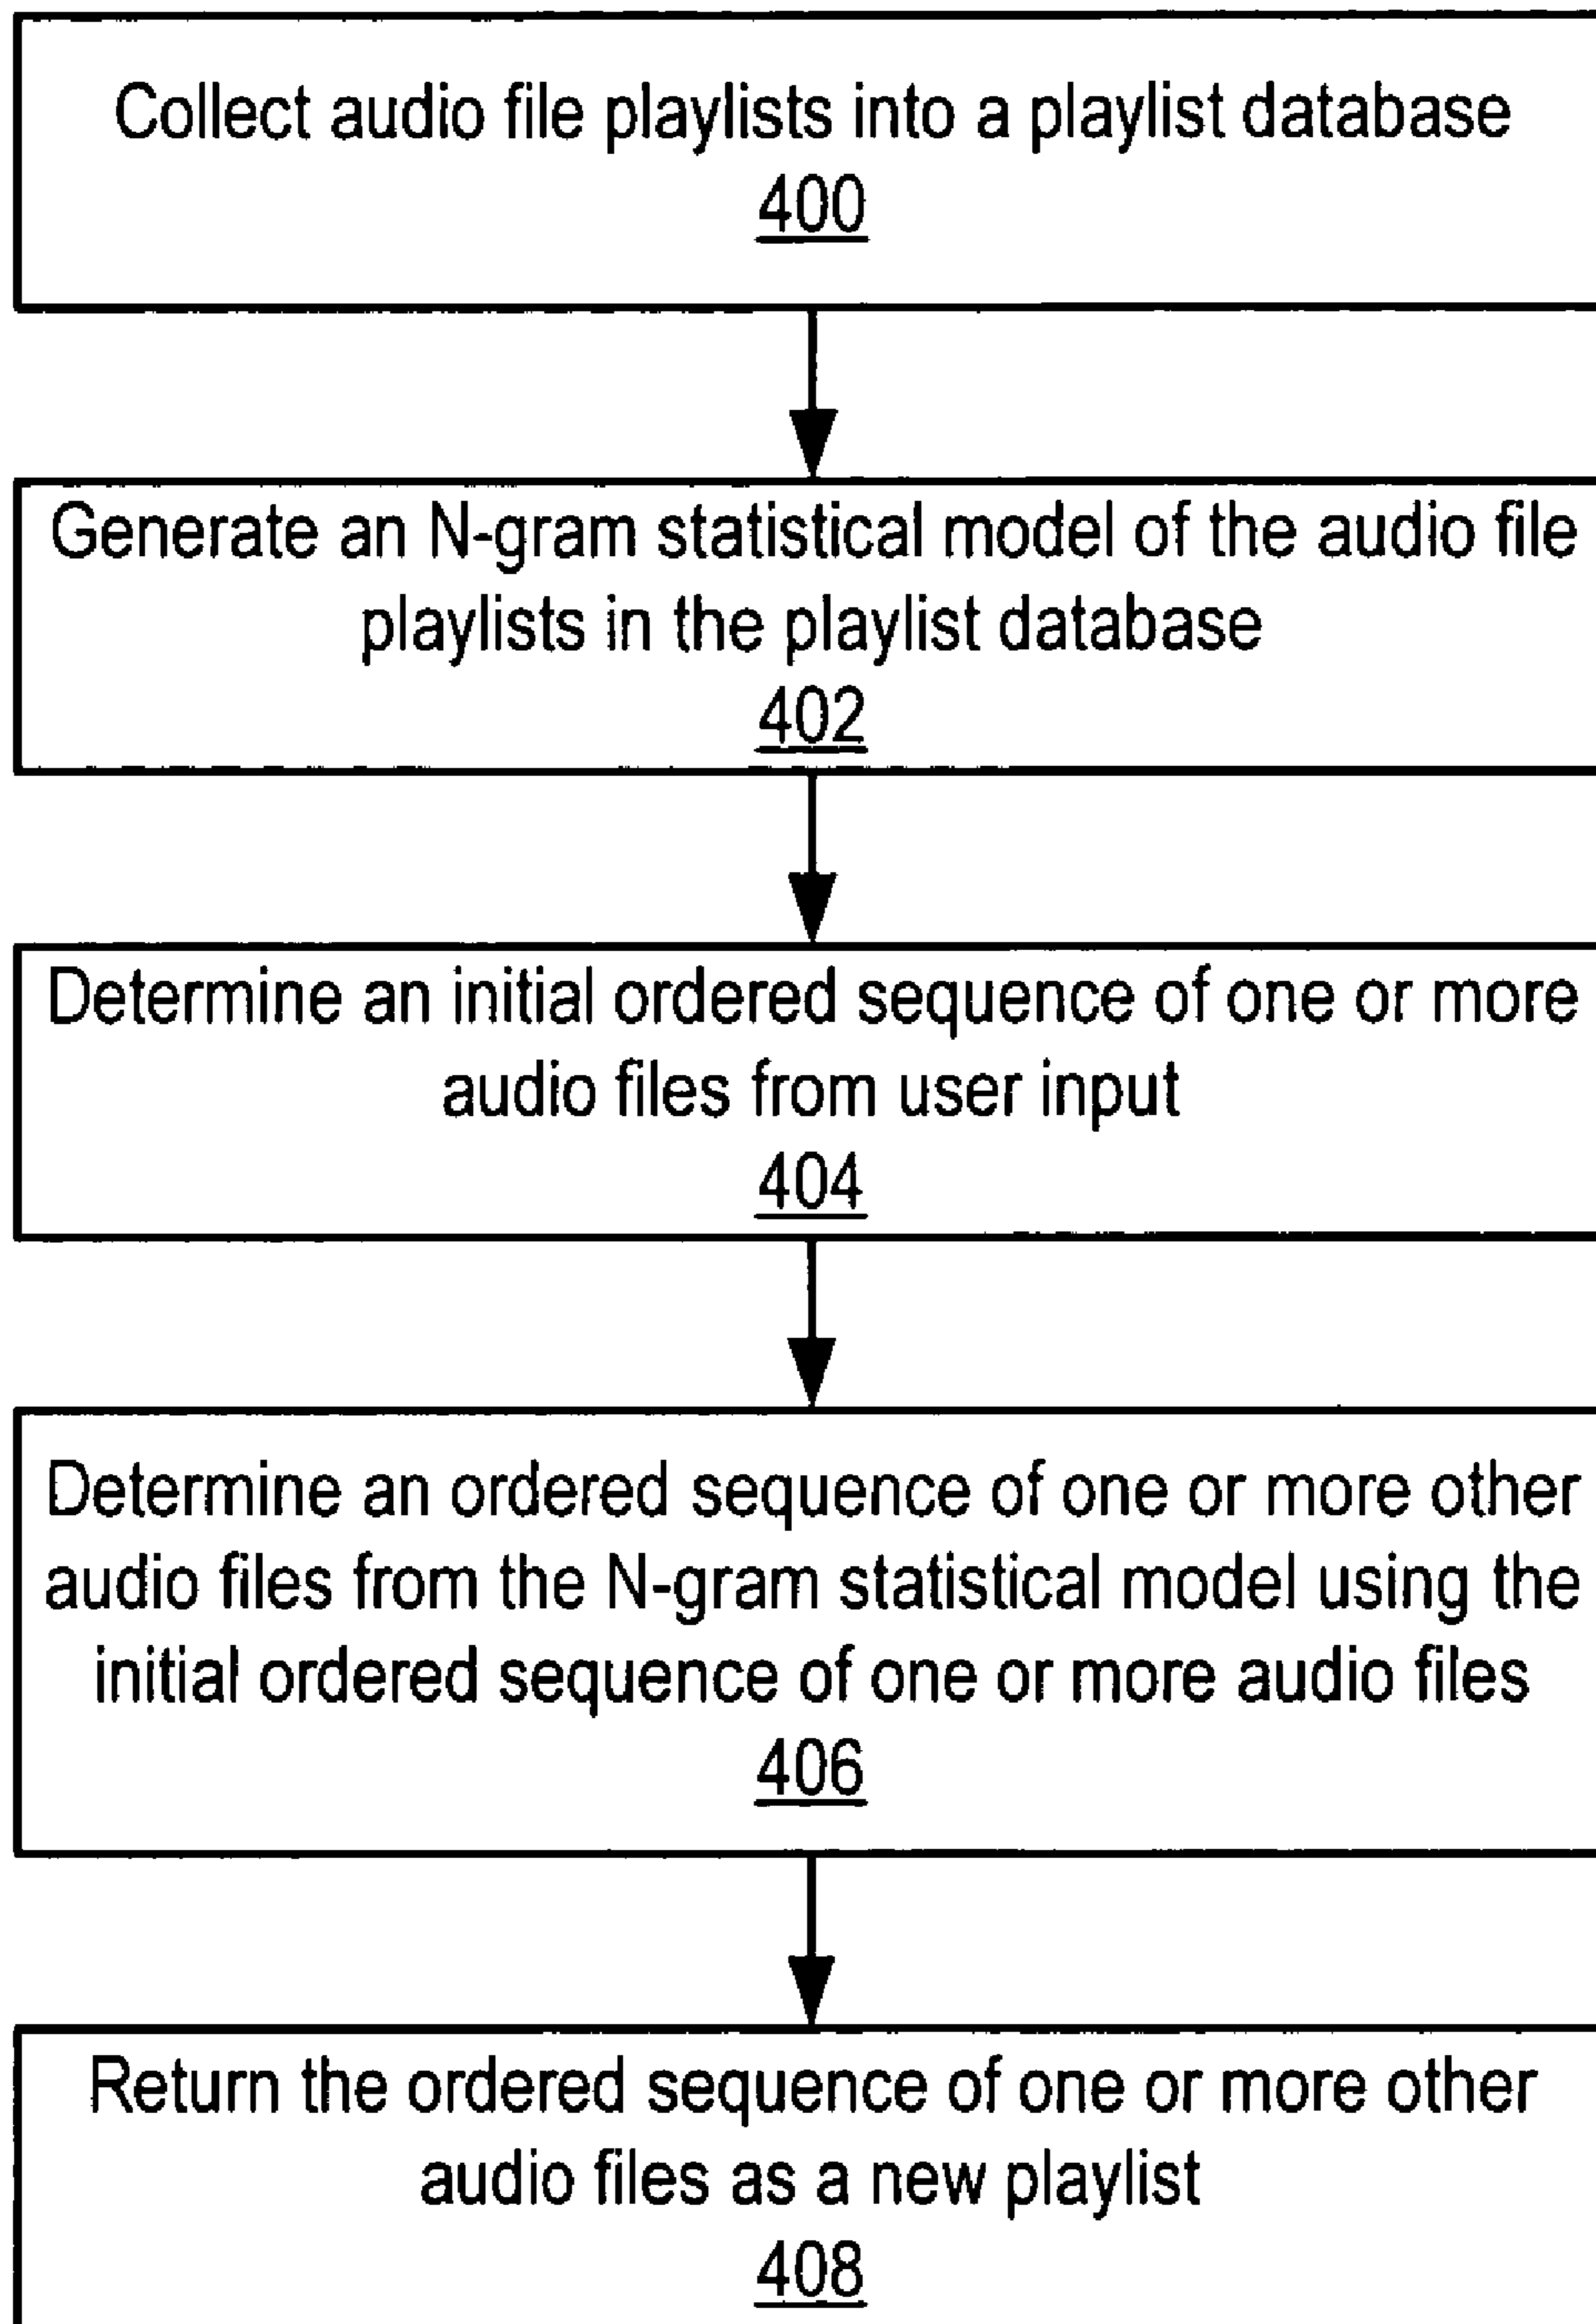 Collect audio file playlists into a playlist database
400
Generate an N-gram statistical model of the audio file
playlists in the playlist database
402
Determine an initial ordered sequence of one or more
audio files from user input
404
Determine an ordered sequence of one or more other
audio files from the N-gram statistical model using the
initial ordered sequence of one or more audio files
406
Return the ordered sequence of one or more other
audio files as a new playlist
408